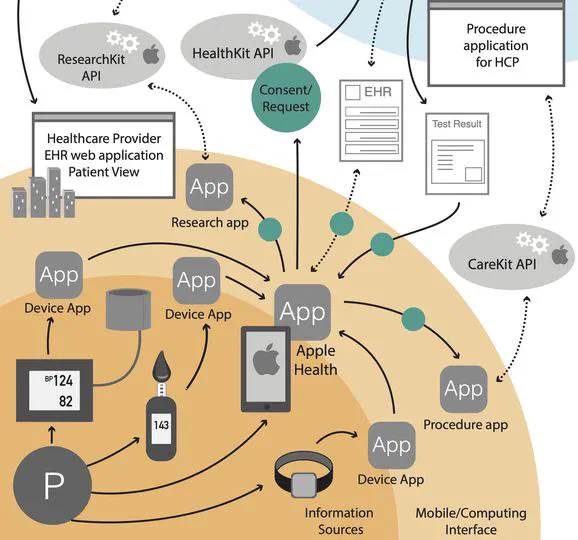 ResearchKit
API
HealthKit API
Procedure
application
for HCP
Consent/
Request
EHR
Test Result
Healthcare Provider
EHR web application
Patient View
App
Research app
CareKit API
App
Device App
App
Device App
App
Apple
Health
BP124
82
143
App
Procedure app
App
Device App
P
Information
Sources
Mobile/Computing
Interface